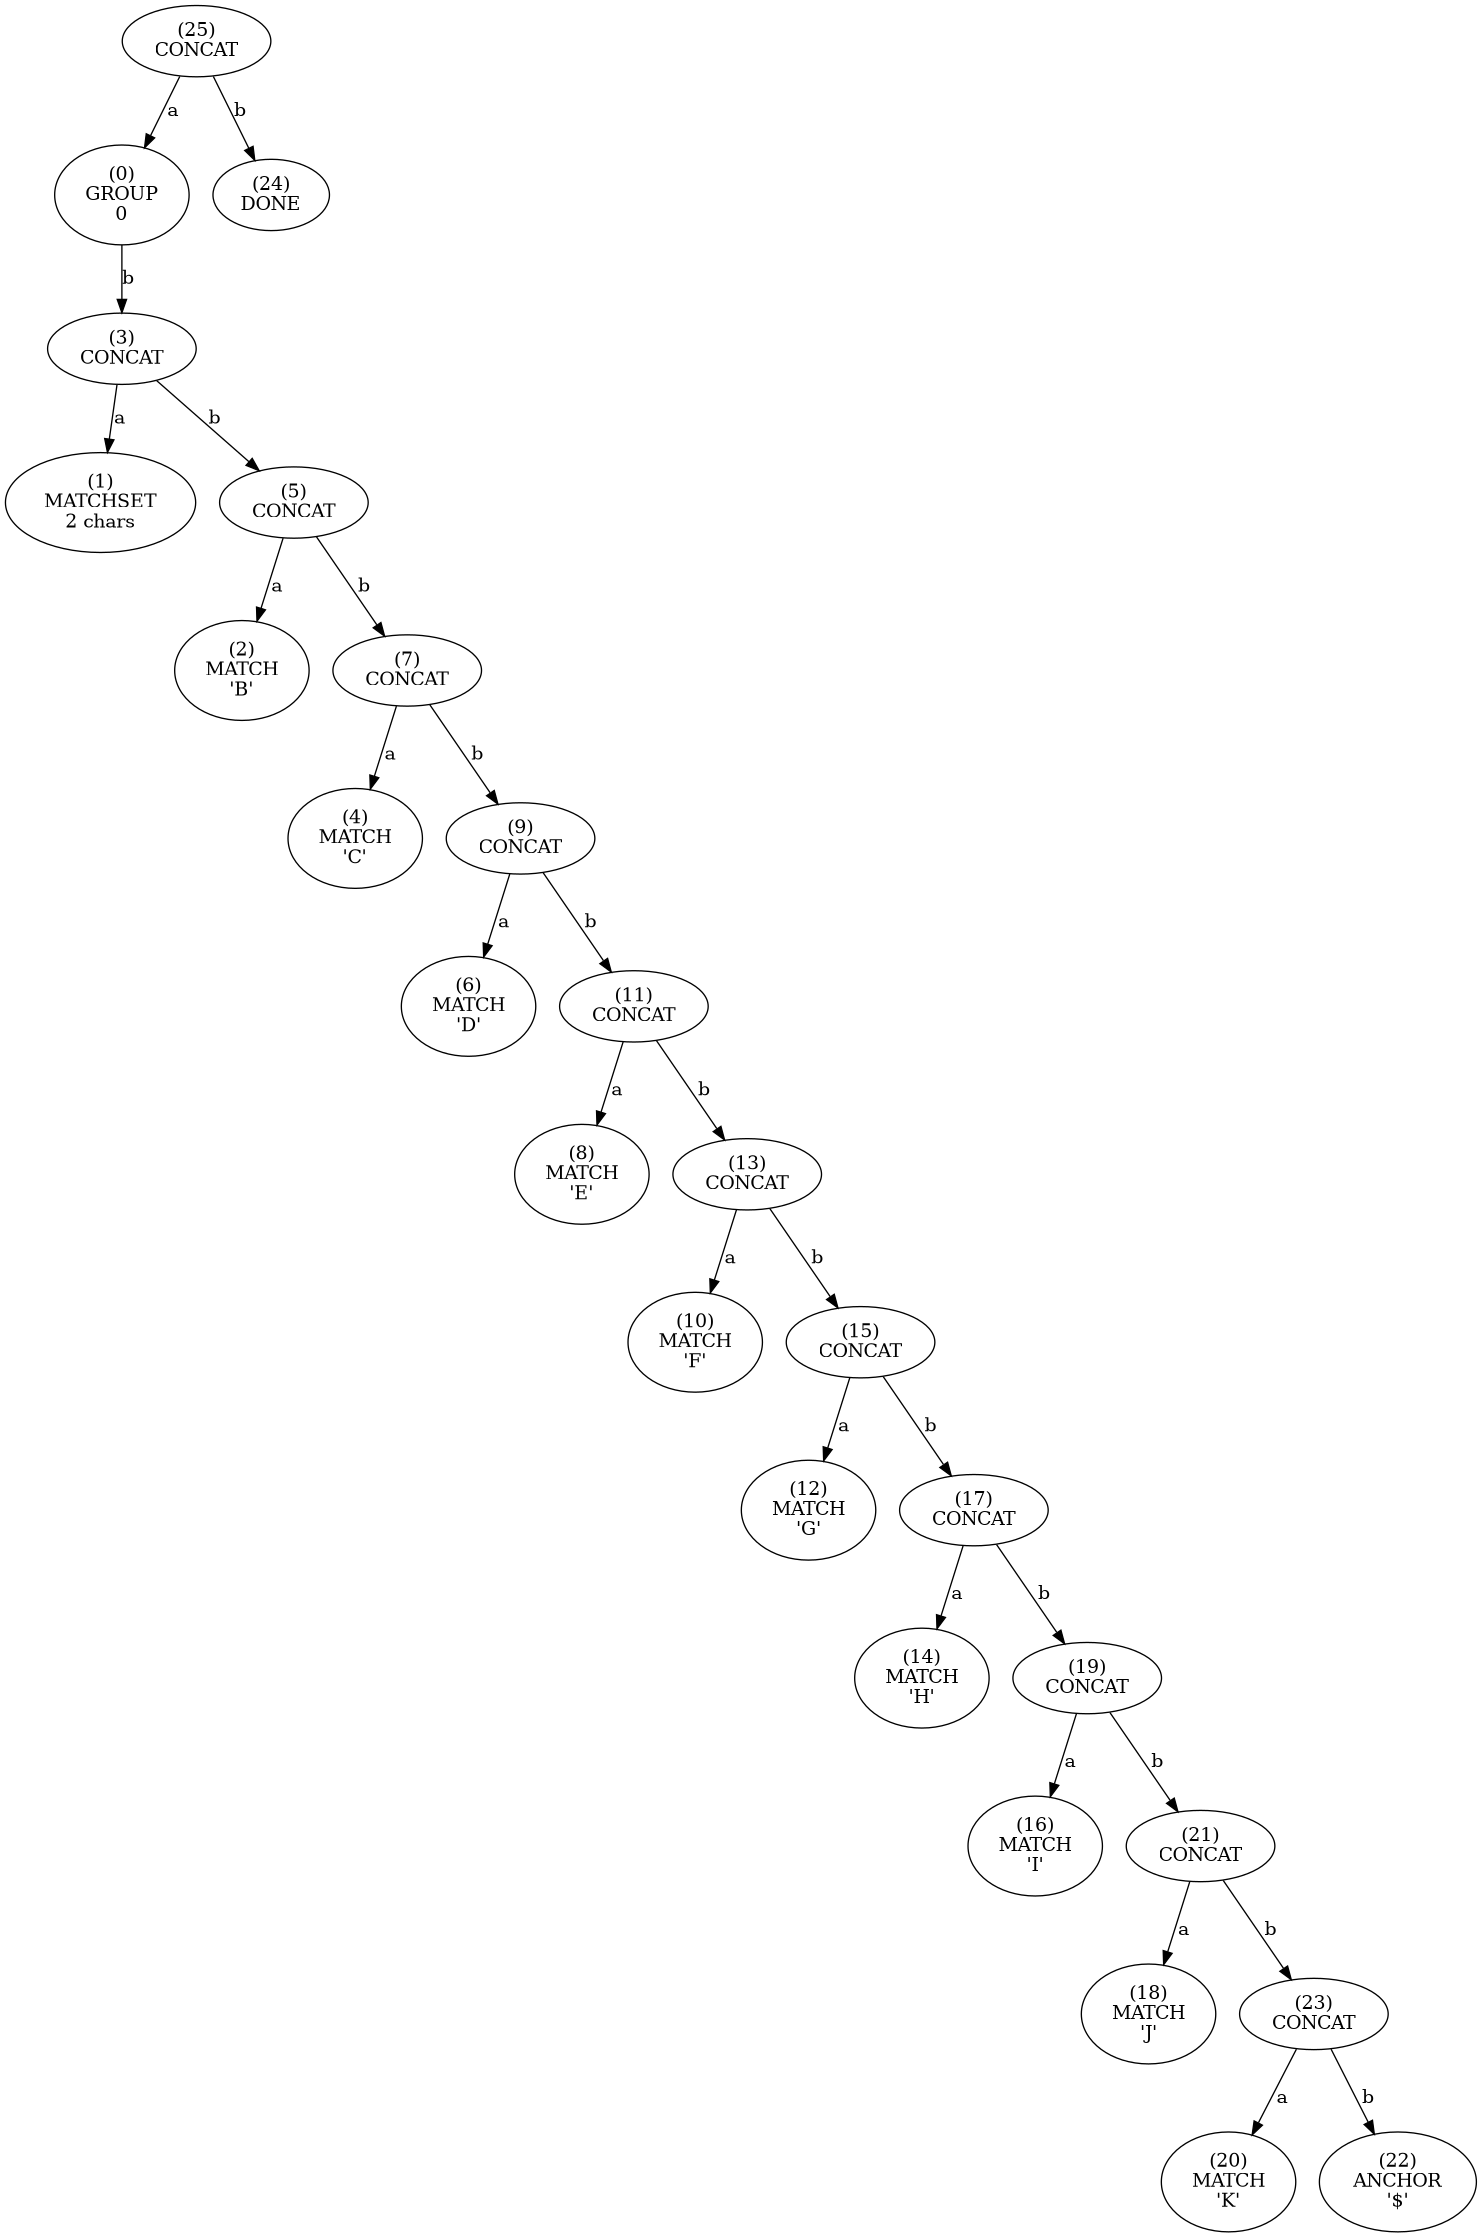 (25)
CONCAT
a
b
(0)
GROUP
0
(24)
DONE
b
(3)
CONCAT
a
b
(1)
MATCHSET
2 chars
(5)
CONCAT
a
b
(2)
MATCH
'B'
(7)
CONCAT
a
b
(4)
MATCH
'C'
(9)
CONCAT
a
b
(6)
MATCH
'D'
(11)
CONCAT
a
b
(8)
MATCH
'E'
(13)
CONCAT
a
b
(10)
MATCH
'F'
(15)
CONCAT
a
b
(12)
MATCH
'G'
(17)
CONCAT
a
b
(14)
MATCH
'H'
(19)
CONCAT
a
b
(16)
MATCH
'I'
(21)
CONCAT
a
b
(18)
MATCH
'J'
(23)
CONCAT
a
b
(20)
MATCH
'K'
(22)
ANCHOR
'$'